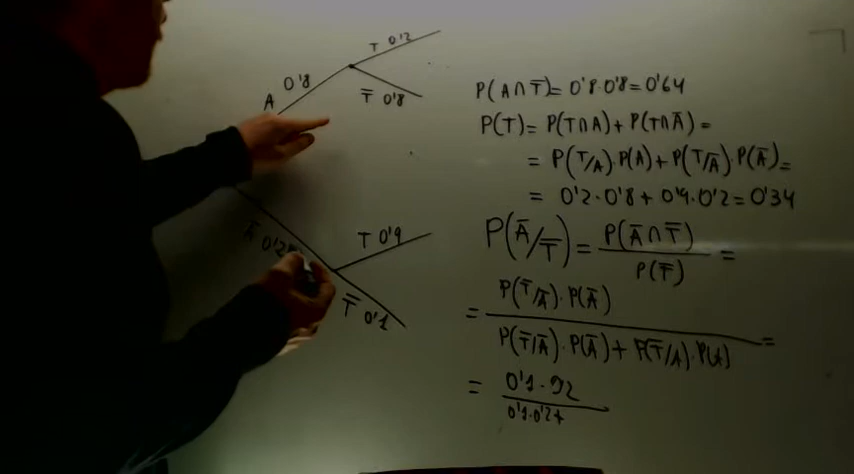 T 0'2
0'8
A
T̅ 0'8
A̅ 0'2
T 0'9
T̅ 0'1
P(A∩T̅)= 0'8·0'8=0'64
P(T)= P(T∩A)+P(T∩A̅)=
= P(T/A)·P(A)+P(T/A̅)·P(A̅)=
= 0'2·0'8+0'9·0'2=0'34
P(A̅/T̅)= P(A̅∩T̅) =
P(T̅)
= P(T̅/A̅)·P(A̅) =
P(T̅/A̅)·P(A̅)+P(T̅/A)·P(A)
= 0'1·0'2
0'1·0'2+